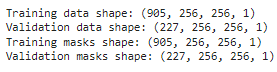 Training data shape: (905, 256, 256, 1)
Validation data shape: (227, 256, 256, 1)
Training masks shape: (905, 256, 256, 1)
Validation masks shape: (227, 256, 256, 1)